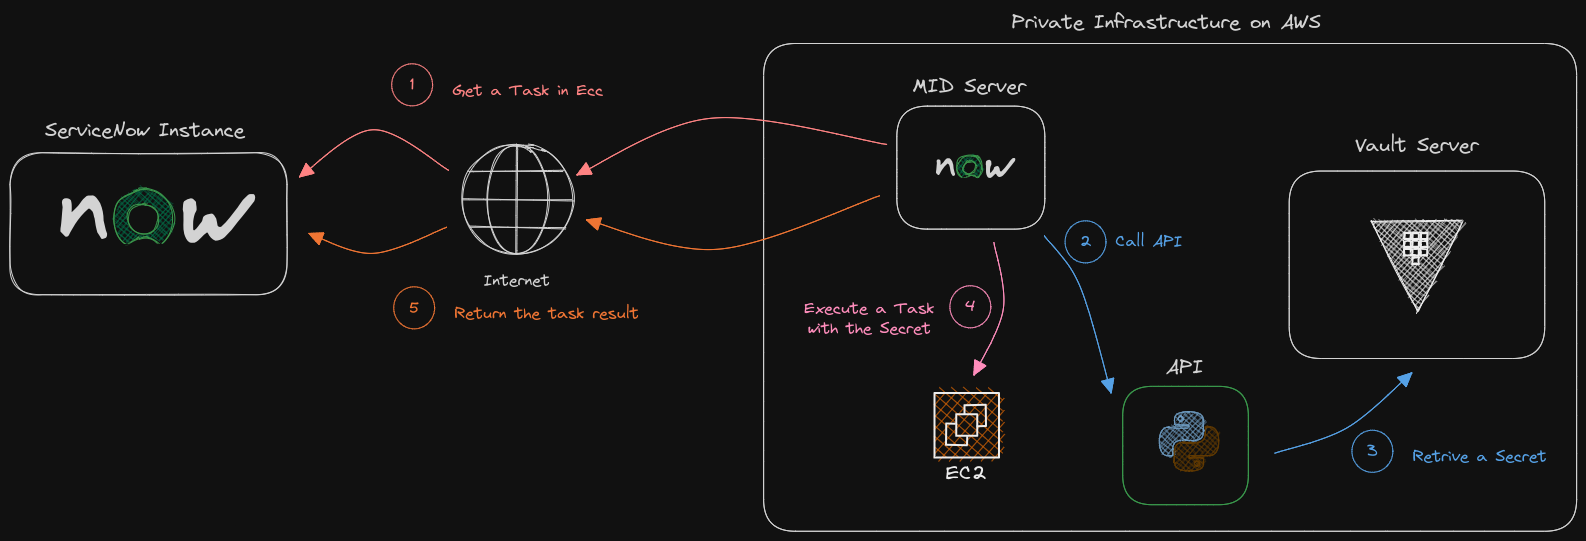 Private Infrastructure on AWS
MID Server
1
Get a Task in Ecc
ServiceNow Instance
now
now
Vault Server
2
Call API
Internet
5
Return the task result
Execute a Task
with the Secret
4
API
EC2
3
Retrive a Secret